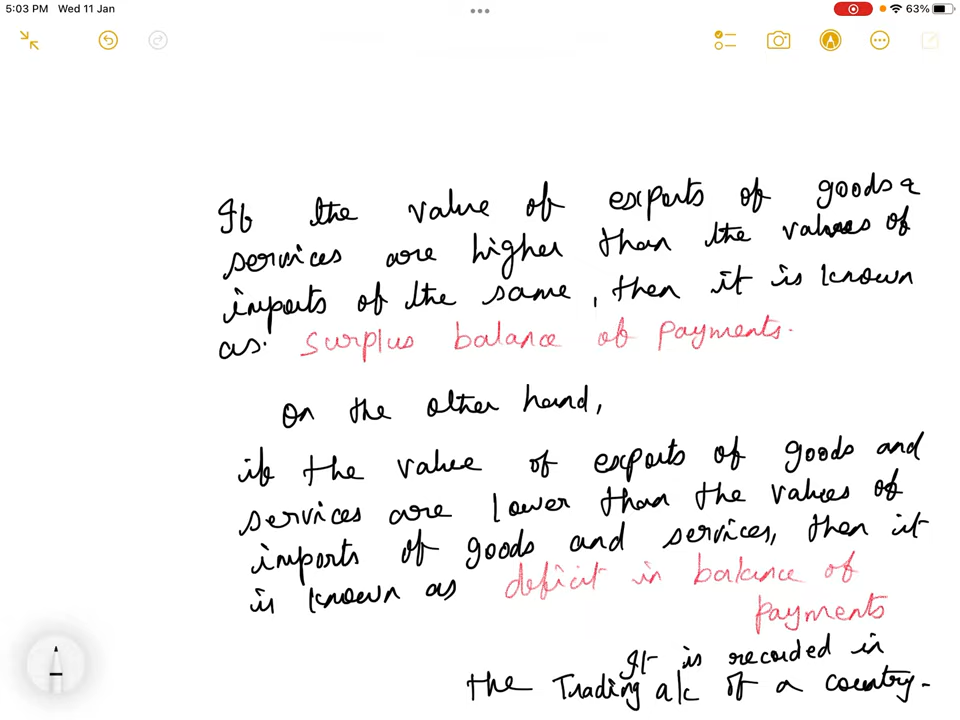 5:03 PM Wed 11 Jan
63%
If the value of exports of goods &
services are higher than the values of
imports of the same, then it is known
as. surplus balance of payments.
On the other hand,
if the value of exports of goods and
services are lower than the values of
imports of goods and services, then it
is known as deficit in balance of
payments
It is recorded in
the Trading a/c of a country.